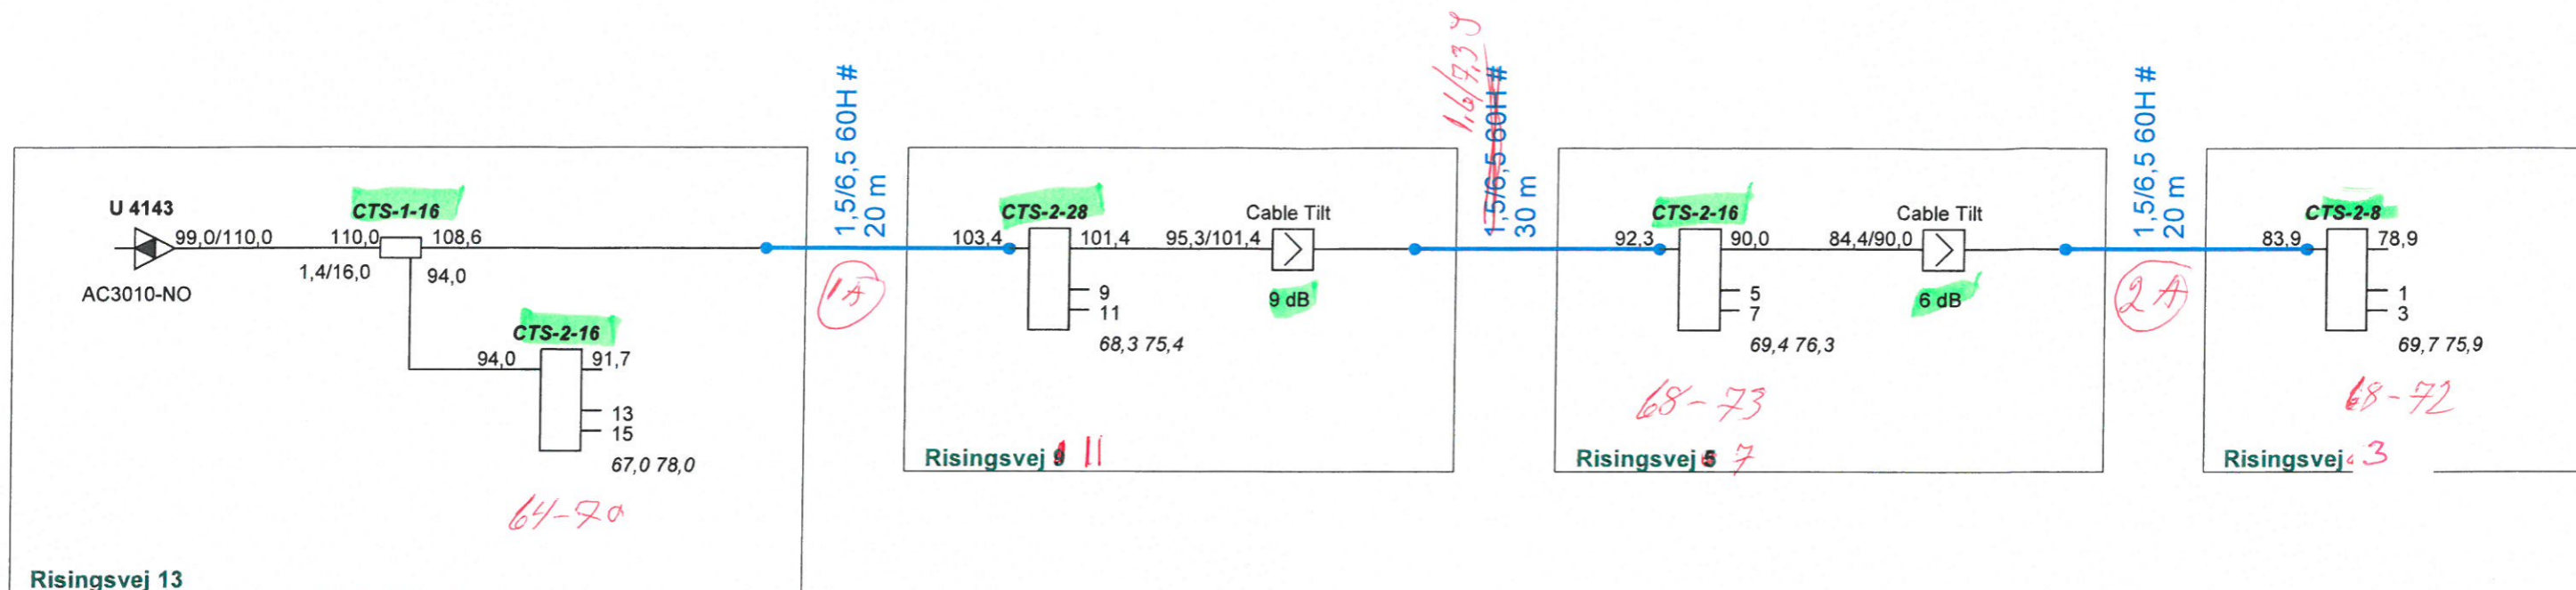 U 4143
99,0/110,0
AC3010-NO
CTS-1-16
110,0
108,6
1,4/16,0
94,0
CTS-2-16
94,0
91,7
13
15
67,0 78,0
64-70
Risingsvej 13
1,5/6,5 60H #
20 m
1A
CTS-2-28
103,4
101,4
9
11
68,3 75,4
95,3/101,4
Cable Tilt
9 dB
Risingsvej 9 11
1,6/7,3 J
1,5/6,5 60H #
30 m
CTS-2-16
92,3
90,0
5
7
69,4 76,3
68-73
84,4/90,0
Cable Tilt
6 dB
Risingsvej 5 7
1,5/6,5 60H #
20 m
2A
CTS-2-8
83,9
78,9
1
3
69,7 75,9
68-72
Risingsvej 3